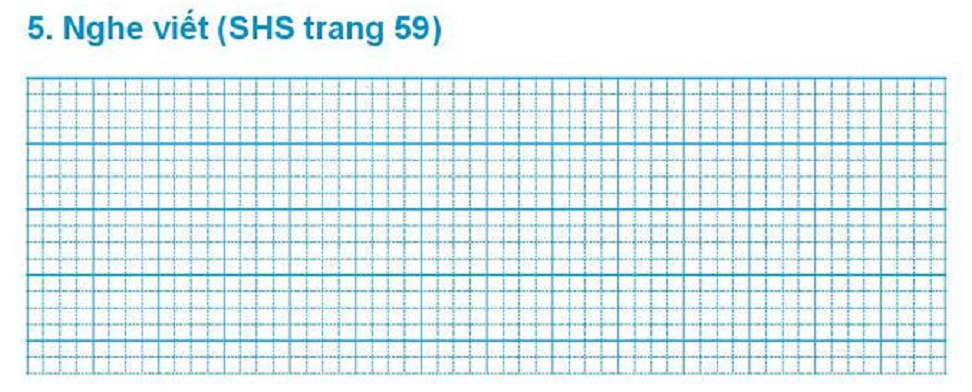 5. Nghe viết (SHS trang 59)